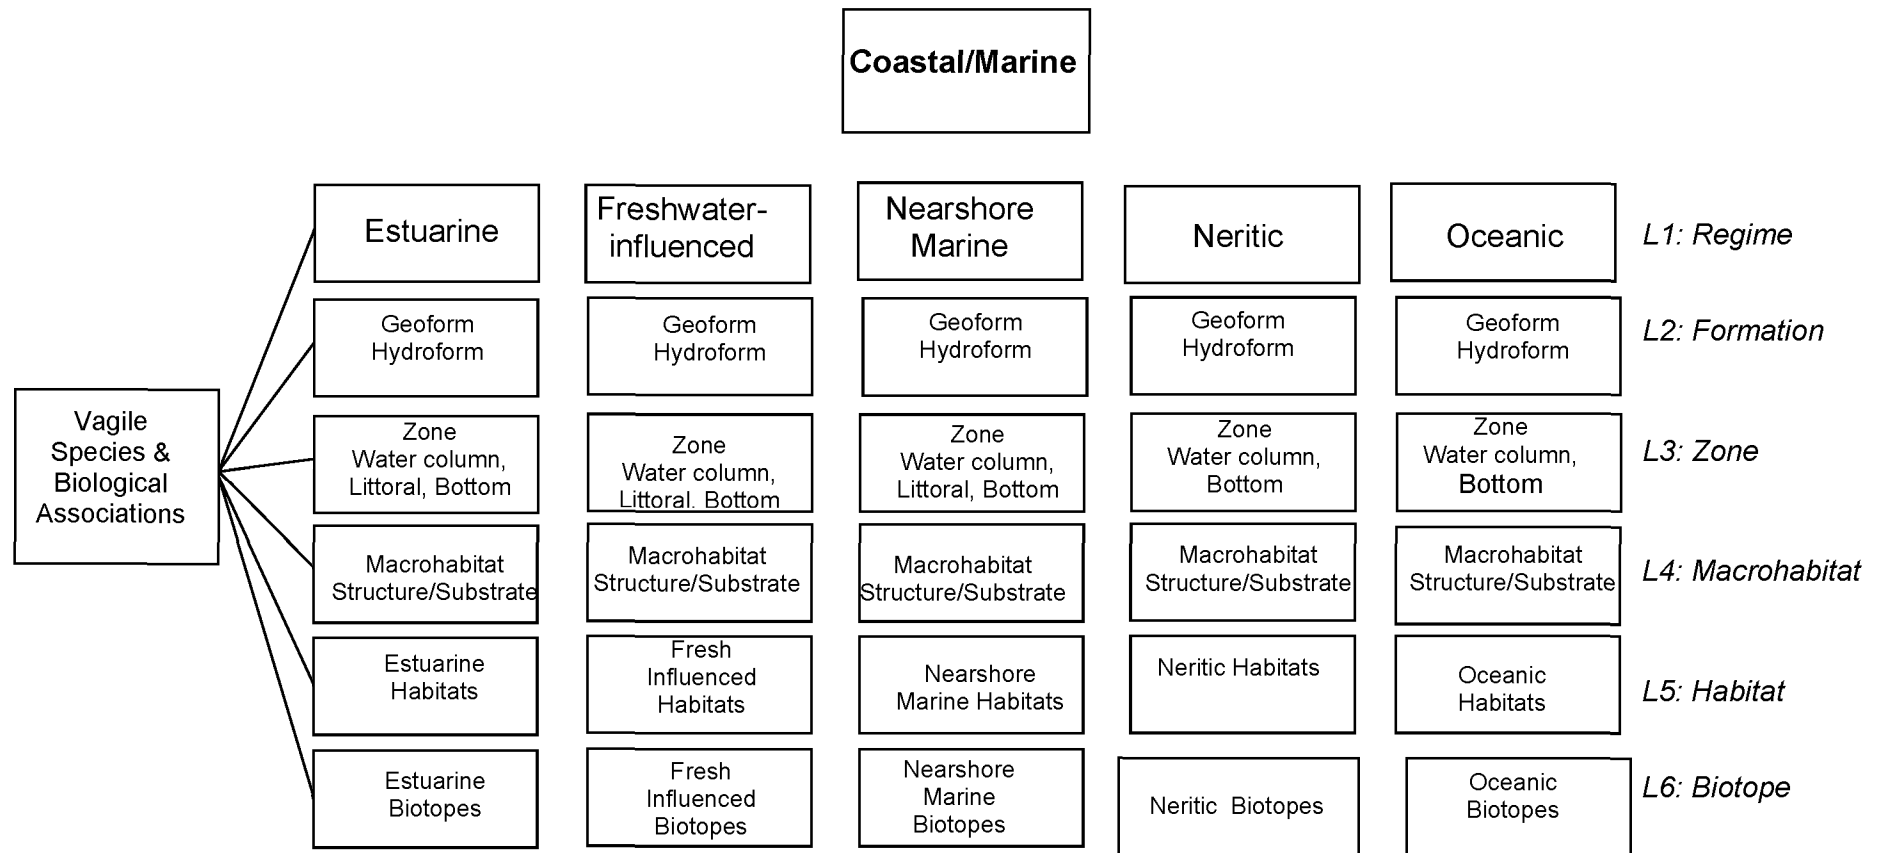 Coastal/Marine
Estuarine
Freshwater-
influenced
Nearshore
Marine
Neritic
Oceanic
L1: Regime
Geoform
Hydroform
Geoform
Hydroform
Geoform
Hydroform
Geoform
Hydroform
Geoform
Hydroform
L2: Formation
Vagile
Species &
Biological
Associations
Zone
Water column,
Littoral, Bottom
Zone
Water column,
Littoral, Bottom
Zone
Water column,
Littoral, Bottom
Zone
Water column,
Bottom
Zone
Water column,
Bottom
L3: Zone
Macrohabitat
Structure/Substrate
Macrohabitat
Structure/Substrate
Macrohabitat
Structure/Substrate
Macrohabitat
Structure/Substrate
Macrohabitat
Structure/Substrate
L4: Macrohabitat
Estuarine
Habitats
Fresh
Influenced
Habitats
Nearshore
Marine Habitats
Neritic Habitats
Oceanic
Habitats
L5: Habitat
Estuarine
Biotopes
Fresh
Influenced
Biotopes
Nearshore
Marine
Biotopes
Neritic Biotopes
Oceanic
Biotopes
L6: Biotope